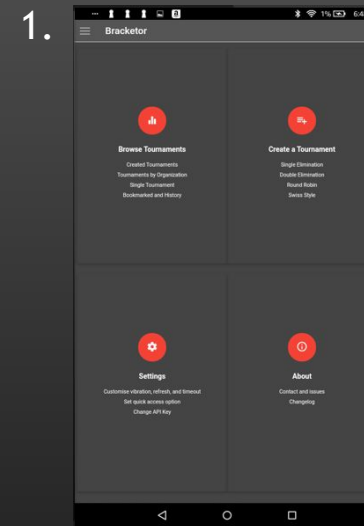 1.
1% 6:4
Bracketor
Browse Tournaments
Created Tournaments
Tournaments by Organization
Single Tournament
Bookmarked and History
Create a Tournament
Single Elimination
Double Elimination
Round Robin
Swiss Style
Settings
Customise vibration, refresh, and timeout
Set quick access option
Change API Key
About
Contact and Issues
Changelog